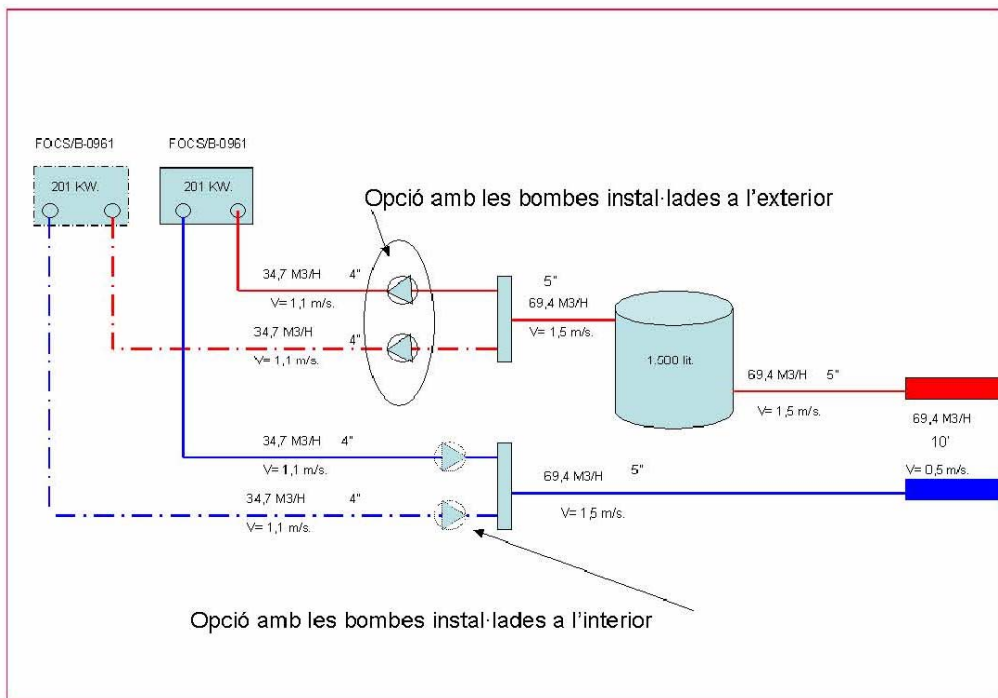 FOCS/B-0961
FOCS/B-0961
201 KW.
201 KW.
Opció amb les bombes instal·lades a l’exterior
34,7 M3/H 4"
V= 1,1 m/s.
5"
69,4 M3/H
V= 1,5 m/s.
34,7 M3/H
4"
V= 1,1 m/s.
1.500 lit.
69,4 M3/H 5"
V= 1,5 m/s.
69,4 M3/H
10'
V= 0,5 m/s.
34,7 M3/H 4"
V= 1,1 m/s.
69,4 M3/H 5"
V= 1,5 m/s.
34,7 M3/H 4"
V= 1,1 m/s.
Opció amb les bombes instal·lades a l’interior